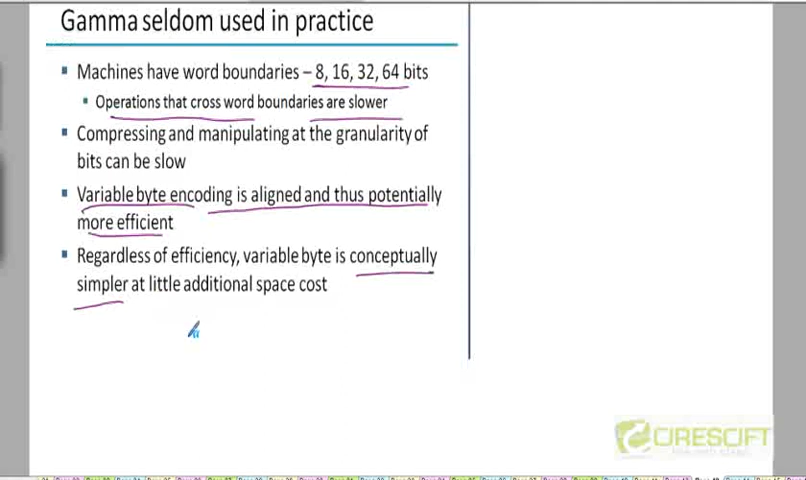 Gamma seldom used in practice
Machines have word boundaries – 8, 16, 32, 64 bits
Operations that cross word boundaries are slower
Compressing and manipulating at the granularity of
bits can be slow
Variable byte encoding is aligned and thus potentially
more efficient
Regardless of efficiency, variable byte is conceptually
simpler at little additional space cost